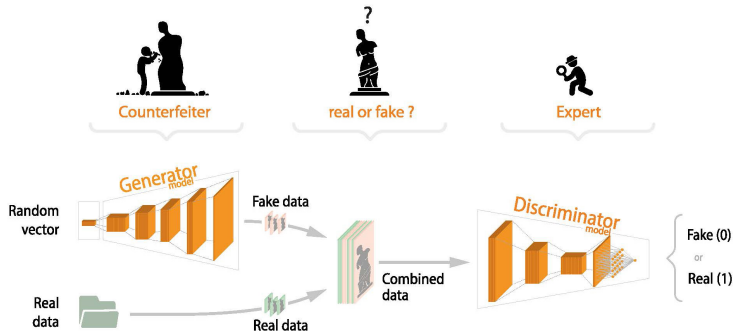 ?
Counterfeiter
real or fake ?
Expert
Generator
model
Random
vector
Fake data
Discriminator
model
Fake (0)
or
Real (1)
Combined
data
Real
data
Real data